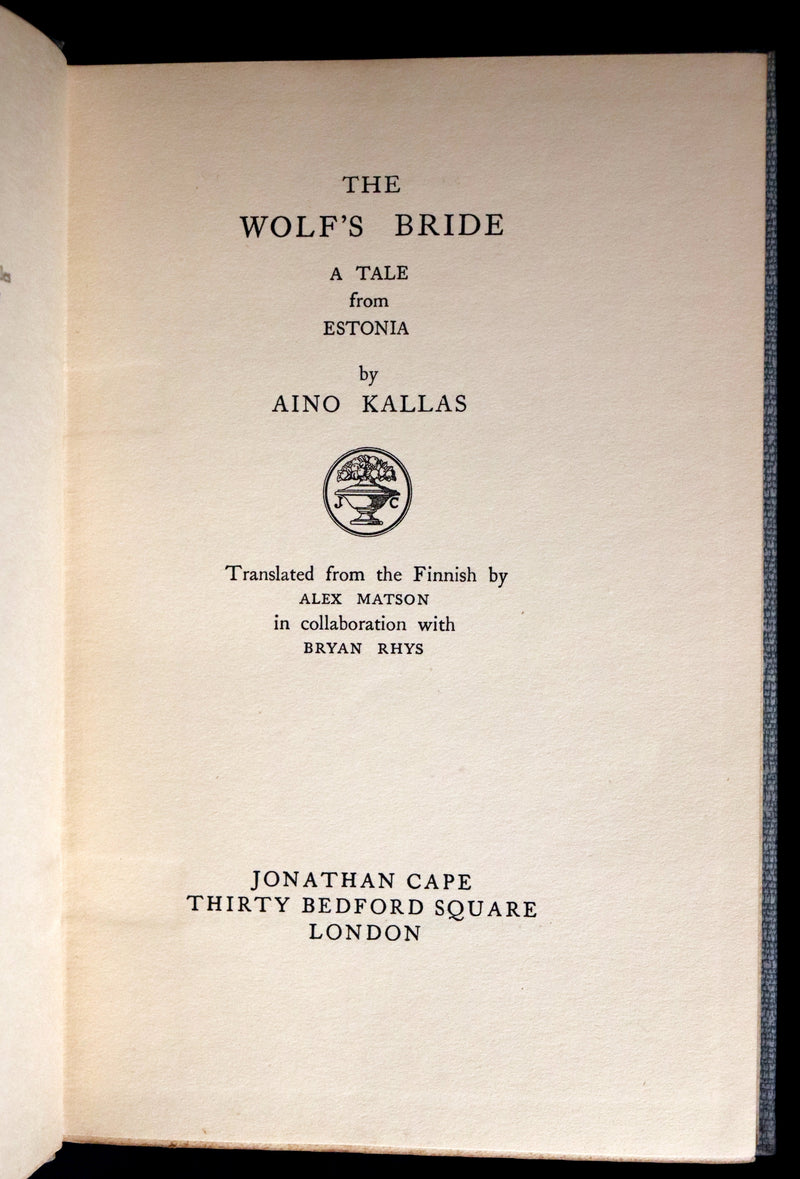 THE
WOLF'S BRIDE
A TALE
from
ESTONIA
by
AINO KALLAS
J C
Translated from the Finnish by
ALEX MATSON
in collaboration with
BRYAN RHYS
JONATHAN CAPE
THIRTY BEDFORD SQUARE
LONDON